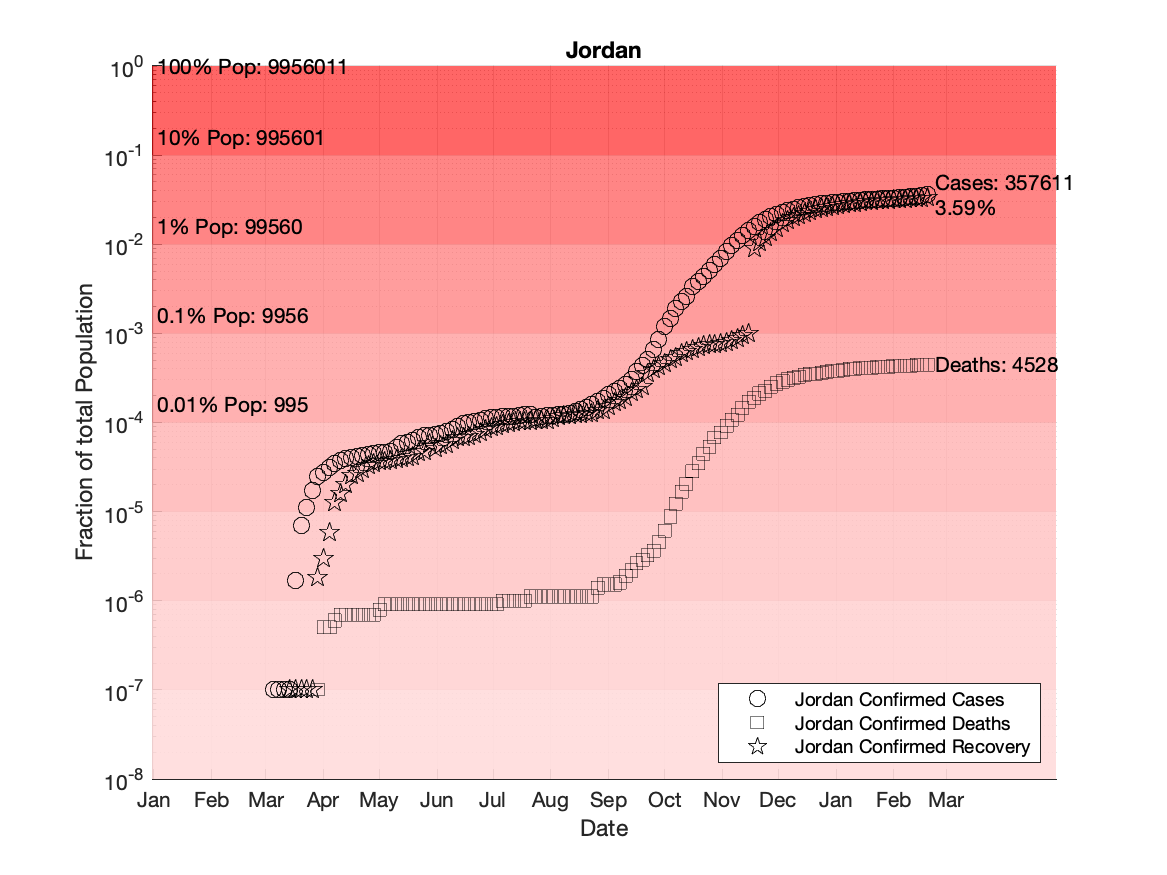 Jordan
10^0
100% Pop: 9956011
10% Pop: 995601
10^-1
Cases: 357611
3.59%
1% Pop: 99560
10^-2
0.1% Pop: 9956
10^-3
Deaths: 4528
0.01% Pop: 995
10^-4
10^-5
10^-6
10^-7
10^-8
Fraction of total Population
Jordan Confirmed Cases
Jordan Confirmed Deaths
Jordan Confirmed Recovery
Jan Feb Mar Apr May Jun Jul Aug Sep Oct Nov Dec Jan Feb Mar
Date